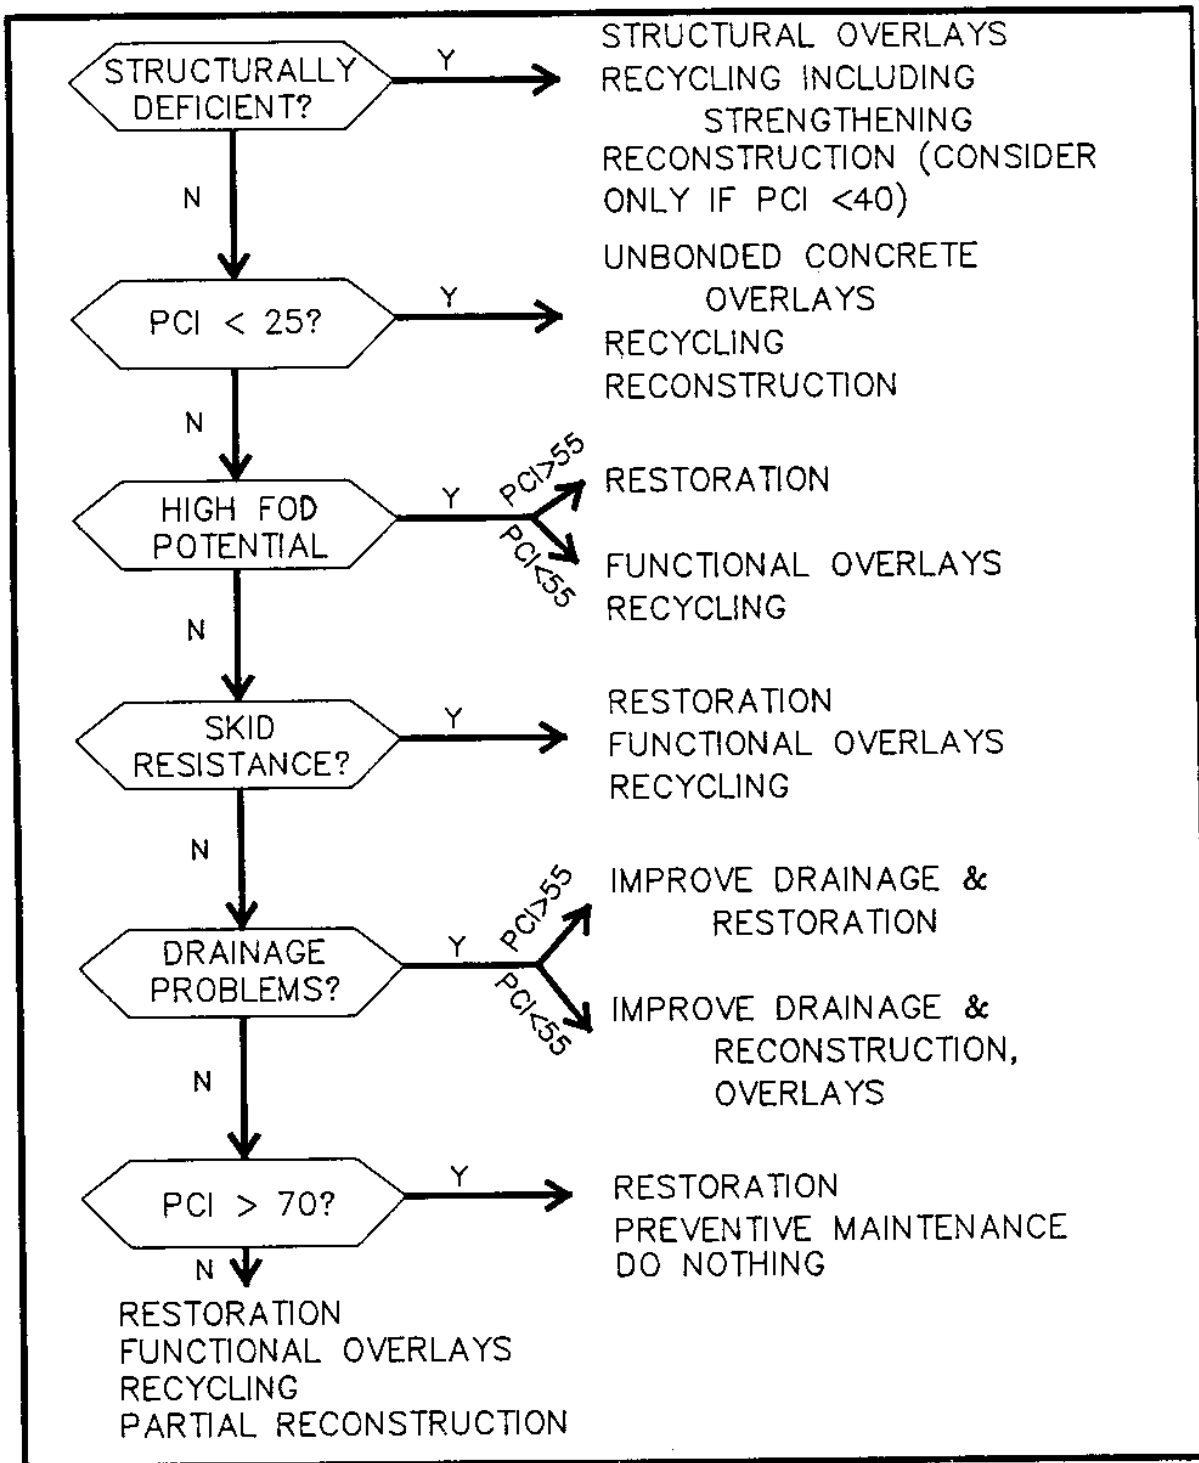 STRUCTURALLY
DEFICIENT?
Y
STRUCTURAL OVERLAYS
RECYCLING INCLUDING
STRENGTHENING
RECONSTRUCTION (CONSIDER
ONLY IF PCI <40)
N
PCI < 25?
Y
UNBONDED CONCRETE
OVERLAYS
RECYCLING
RECONSTRUCTION
N
HIGH FOD
POTENTIAL
Y
PCI>55
RESTORATION
PCI<55
FUNCTIONAL OVERLAYS
RECYCLING
N
SKID
RESISTANCE?
Y
RESTORATION
FUNCTIONAL OVERLAYS
RECYCLING
N
DRAINAGE
PROBLEMS?
Y
PCI>55
IMPROVE DRAINAGE &
RESTORATION
PCI<55
IMPROVE DRAINAGE &
RECONSTRUCTION,
OVERLAYS
N
PCI > 70?
Y
RESTORATION
PREVENTIVE MAINTENANCE
DO NOTHING
N
RESTORATION
FUNCTIONAL OVERLAYS
RECYCLING
PARTIAL RECONSTRUCTION